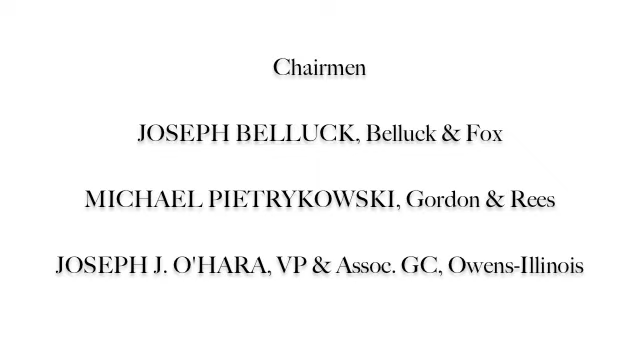 Chairmen
JOSEPH BELLUCK, Belluck & Fox
MICHAEL PIETRYKOWSKI, Gordon & Rees
JOSEPH J. O'HARA, VP & Assoc. GC, Owens-Illinois